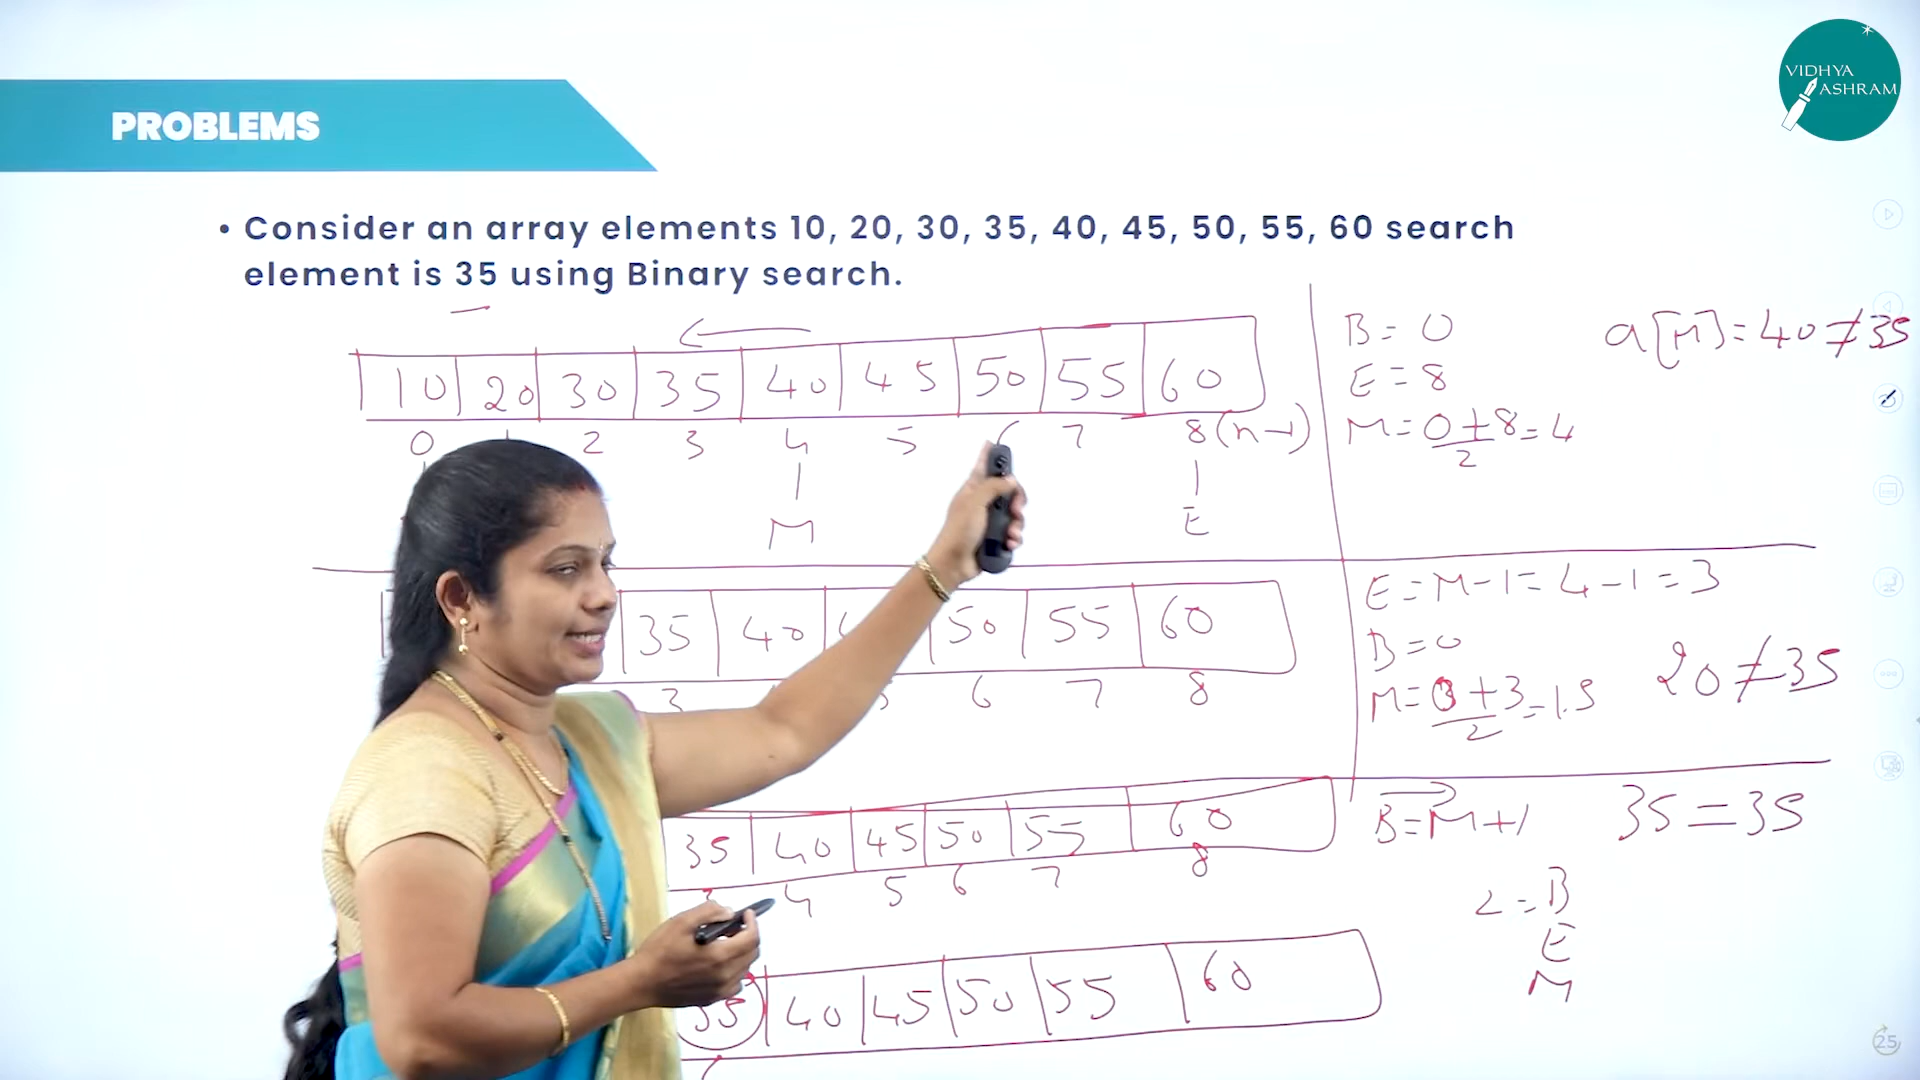 VIDHYA
ASHRAM
PROBLEMS
• Consider an array elements 10, 20, 30, 35, 40, 45, 50, 55, 60 search
element is 35 using Binary search.
10 20 30 35 40 45 50 55 60
0 2 3 4 5 6 7 8(n-1)
M E
B = 0
E = 8
M = 0+8/2 = 4
a[M] = 40 ≠ 35
35 40 50 55 60
3 6 7 8
E = M-1 = 4-1 = 3
B = 0
M = 0+3/2 = 1.5
20 ≠ 35
35 40 45 50 55 60
4 5 6 7 8
B = M+1
35 = 35
2 = B
E
M
35 40 45 50 55 60
25